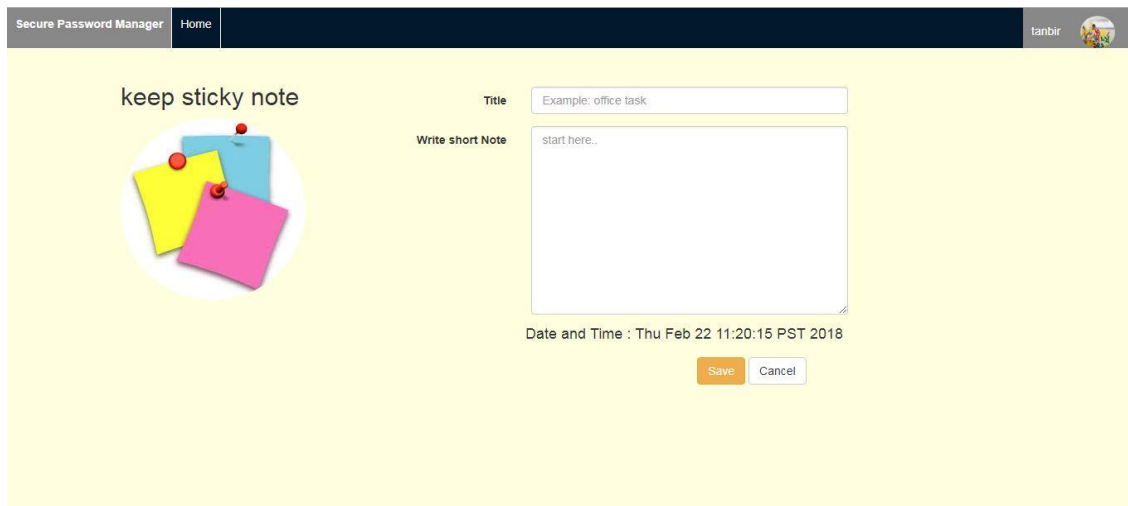 Secure Password Manager Home tanbir
keep sticky note
Title Example: office task
Write short Note start here..
Date and Time : Thu Feb 22 11:20:15 PST 2018
Save Cancel